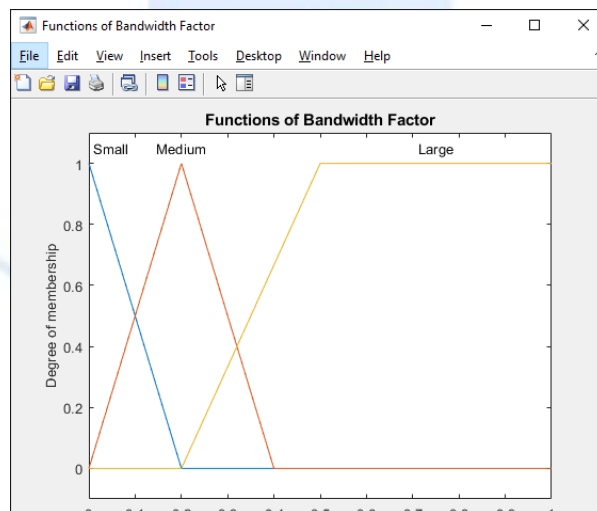 Functions of Bandwidth Factor
File Edit View Insert Tools Desktop Window Help
Functions of Bandwidth Factor
Small Medium Large
1
0.8
0.6
0.4
0.2
0
Degree of membership